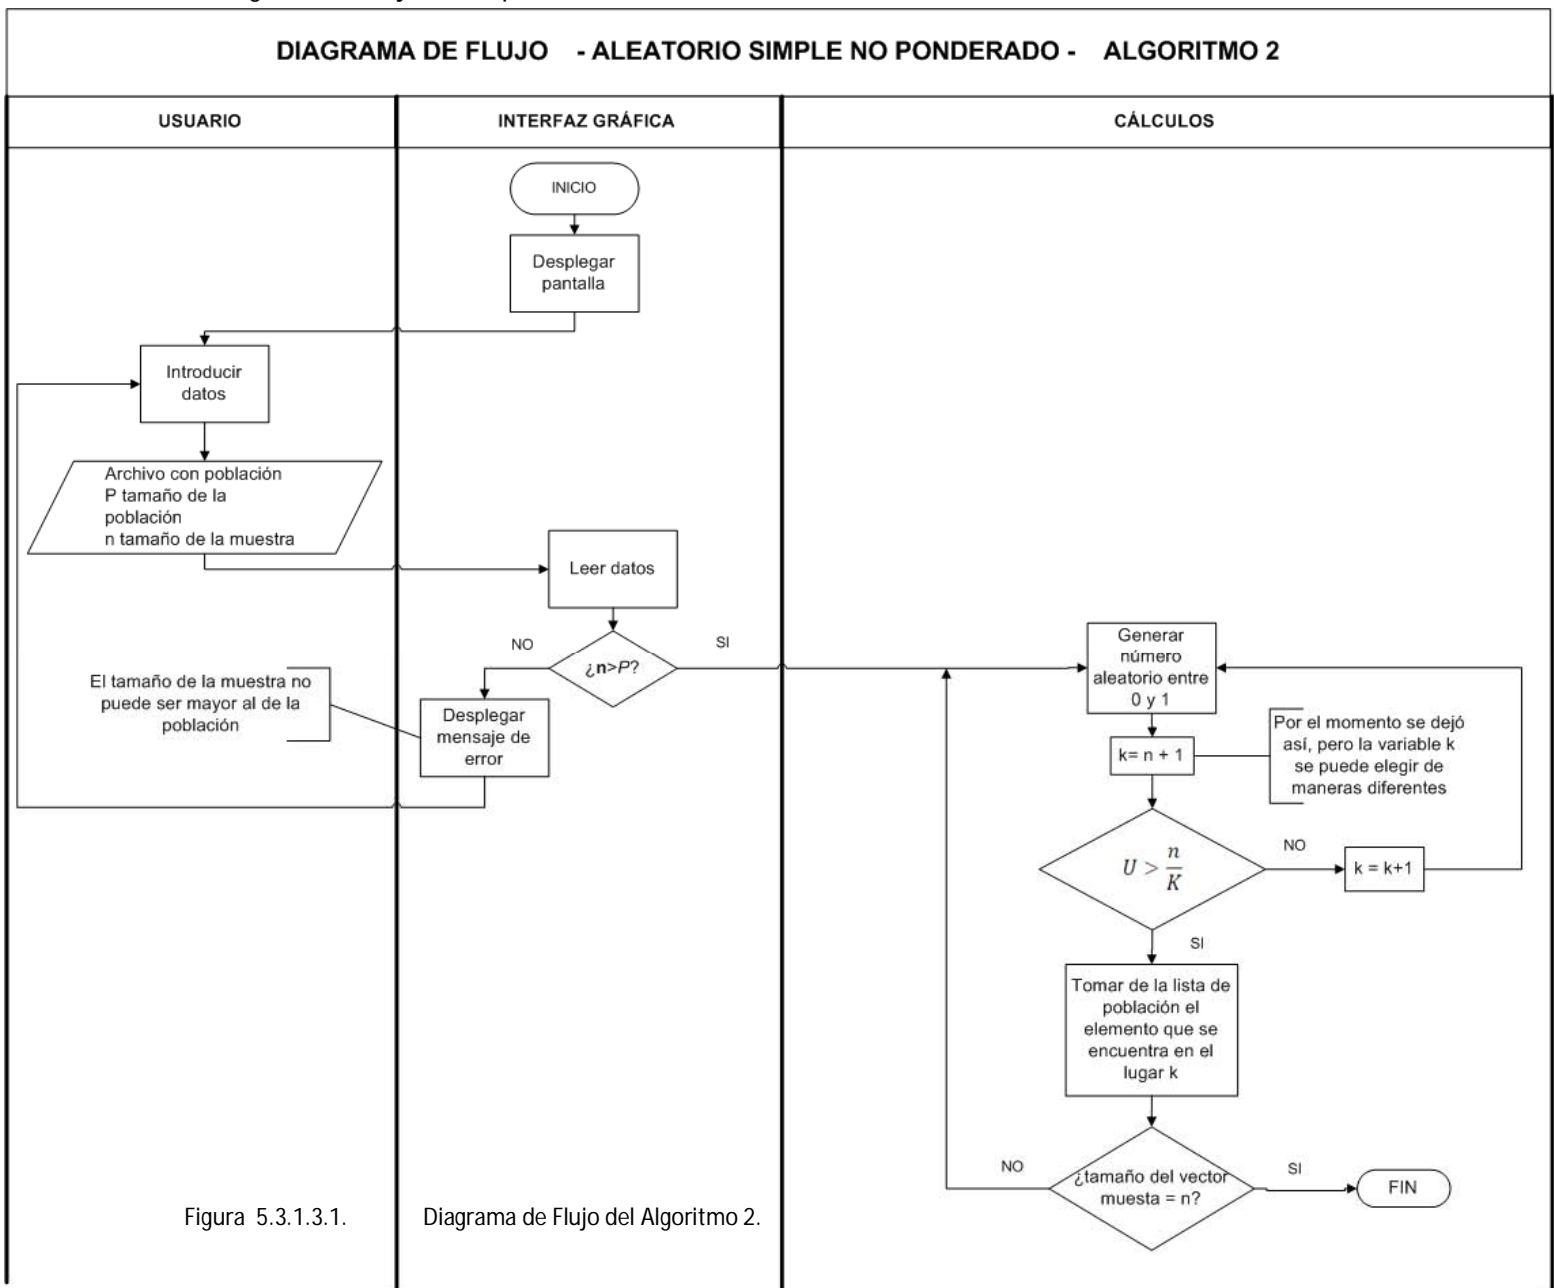 DIAGRAMA DE FLUJO - ALEATORIO SIMPLE NO PONDERADO - ALGORITMO 2
USUARIO
INTERFAZ GRÁFICA
CÁLCULOS
INICIO
Desplegar
pantalla
Introducir
datos
Archivo con población
P tamaño de la
población
n tamaño de la muestra
Leer datos
NO
¿n>P?
SI
El tamaño de la muestra no
puede ser mayor al de la
población
Desplegar
mensaje de
error
Generar
número
aleatorio entre
0 y 1
k= n + 1
Por el momento se dejó
así, pero la variable k
se puede elegir de
maneras diferentes
U > n/K
NO
k = k+1
SI
Tomar de la lista de
población el
elemento que se
encuentra en el
lugar k
NO
¿tamaño del vector
muesta = n?
SI
FIN
Figura 5.3.1.3.1. Diagrama de Flujo del Algoritmo 2.